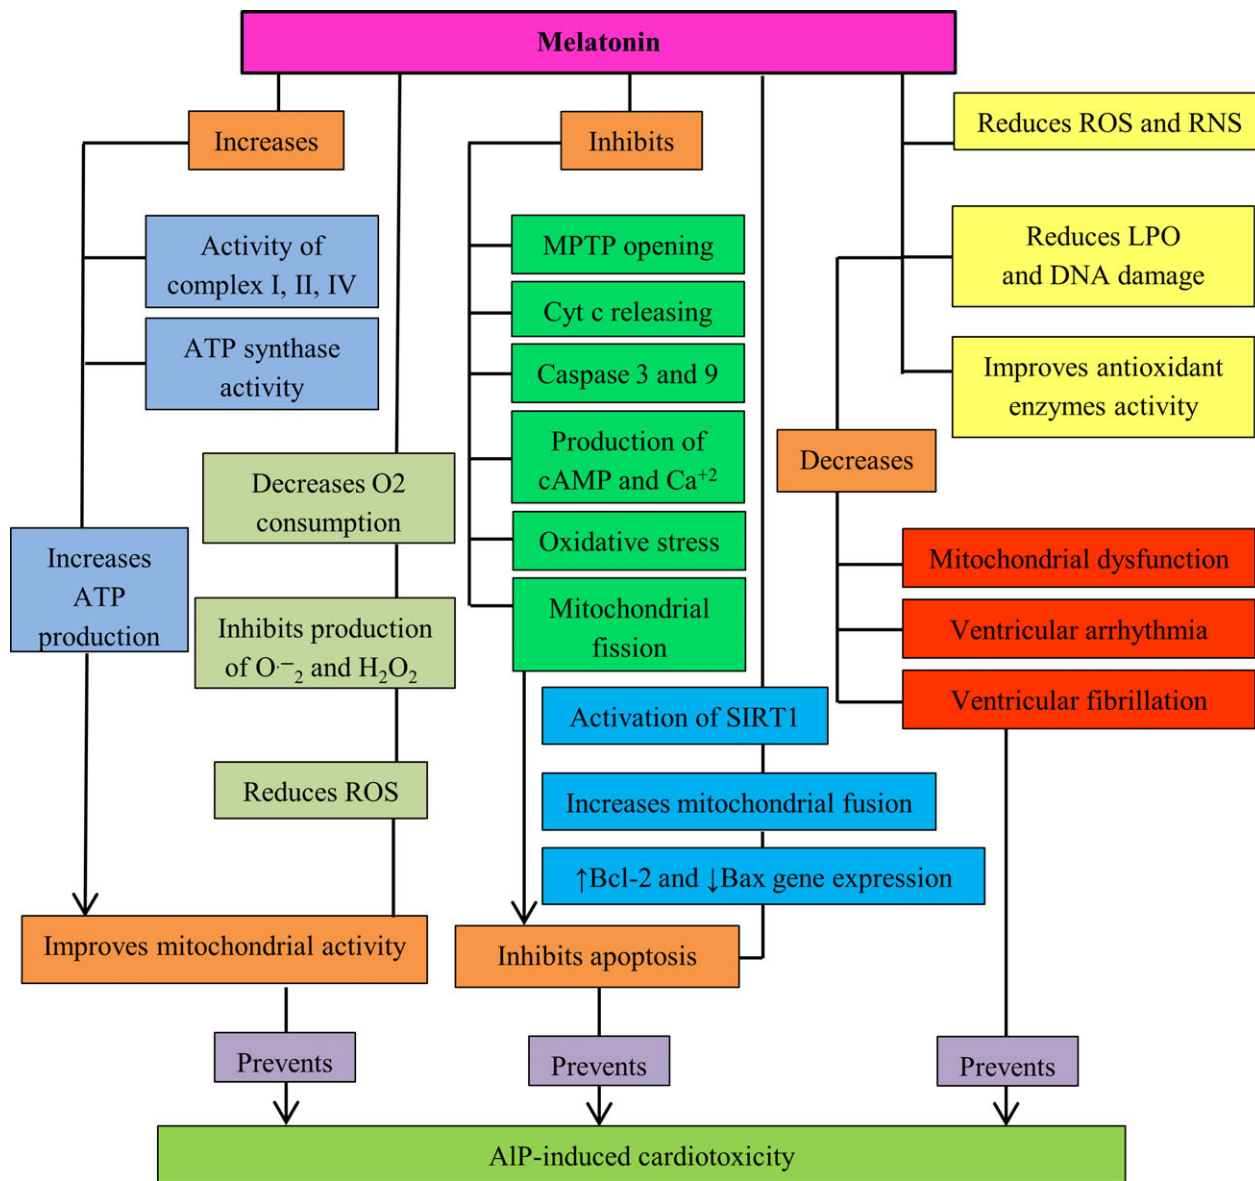 Melatonin
Increases
Activity of
complex I, II, IV
ATP synthase
activity
Increases
ATP
production
Decreases O2
consumption
Inhibits production
of O·−₂ and H₂O₂
Reduces ROS
Improves mitochondrial activity
Inhibits
MPTP opening
Cyt c releasing
Caspase 3 and 9
Production of
cAMP and Ca⁺²
Oxidative stress
Mitochondrial
fission
Activation of SIRT1
Increases mitochondrial fusion
↑Bcl-2 and ↓Bax gene expression
Inhibits apoptosis
Reduces ROS and RNS
Reduces LPO
and DNA damage
Improves antioxidant
enzymes activity
Decreases
Mitochondrial dysfunction
Ventricular arrhythmia
Ventricular fibrillation
Prevents
Prevents
Prevents
AlP-induced cardiotoxicity